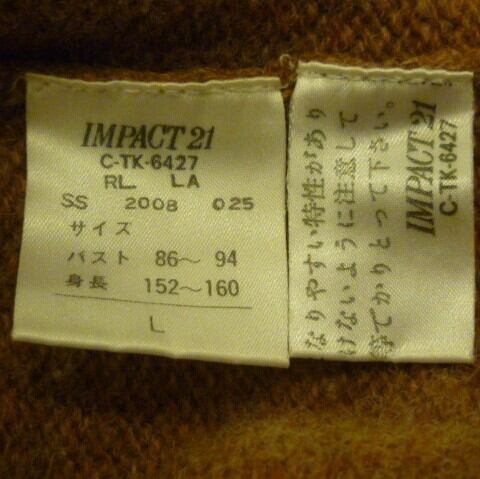 IMPACT 21
C-TK-6427
RL LA
SS 2008 025
サイズ
バスト 86～ 94
身長 152～160
L
IMPACT 21
C-TK-6427
なりやすい特性があり
けないように注意して
等でかりとって下さい。